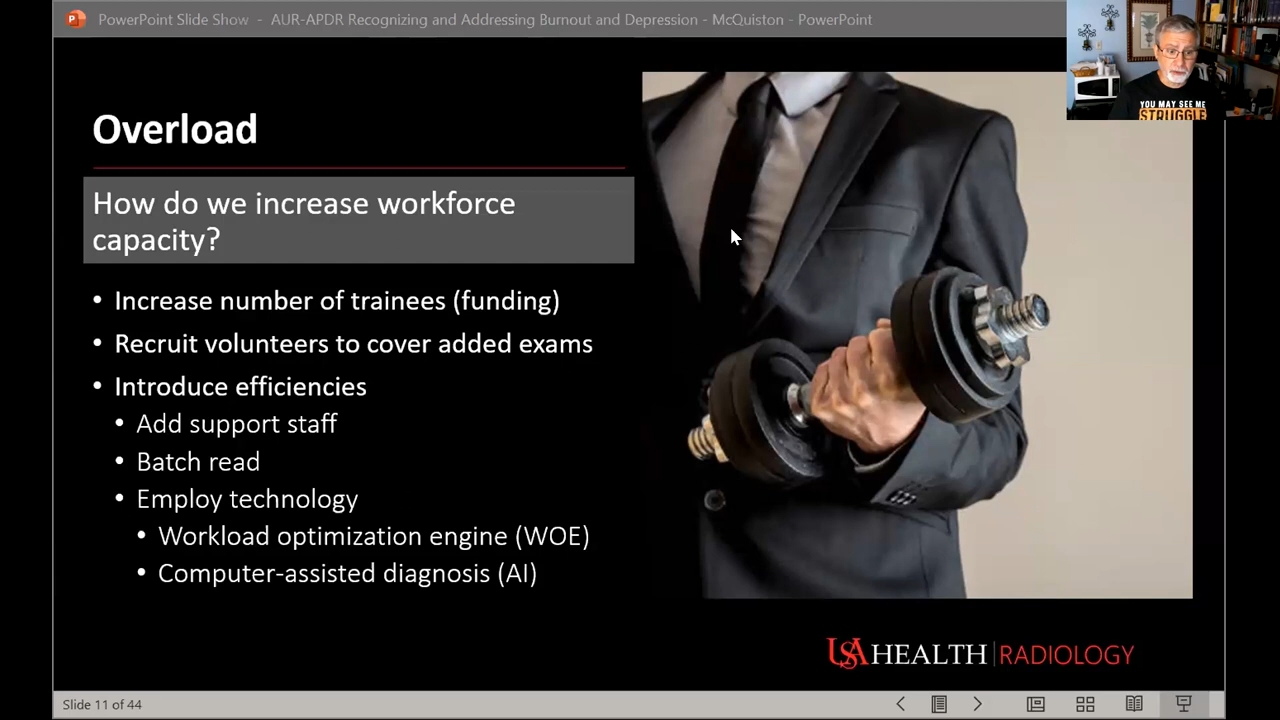 PowerPoint Slide Show - AUR-APDR Recognizing and Addressing Burnout and Depression - McQuiston - PowerPoint
YOU MAY SEE ME
STRUGGLE
Overload
How do we increase workforce
capacity?
• Increase number of trainees (funding)
• Recruit volunteers to cover added exams
• Introduce efficiencies
• Add support staff
• Batch read
• Employ technology
• Workload optimization engine (WOE)
• Computer-assisted diagnosis (AI)
USA HEALTH | RADIOLOGY
Slide 11 of 44